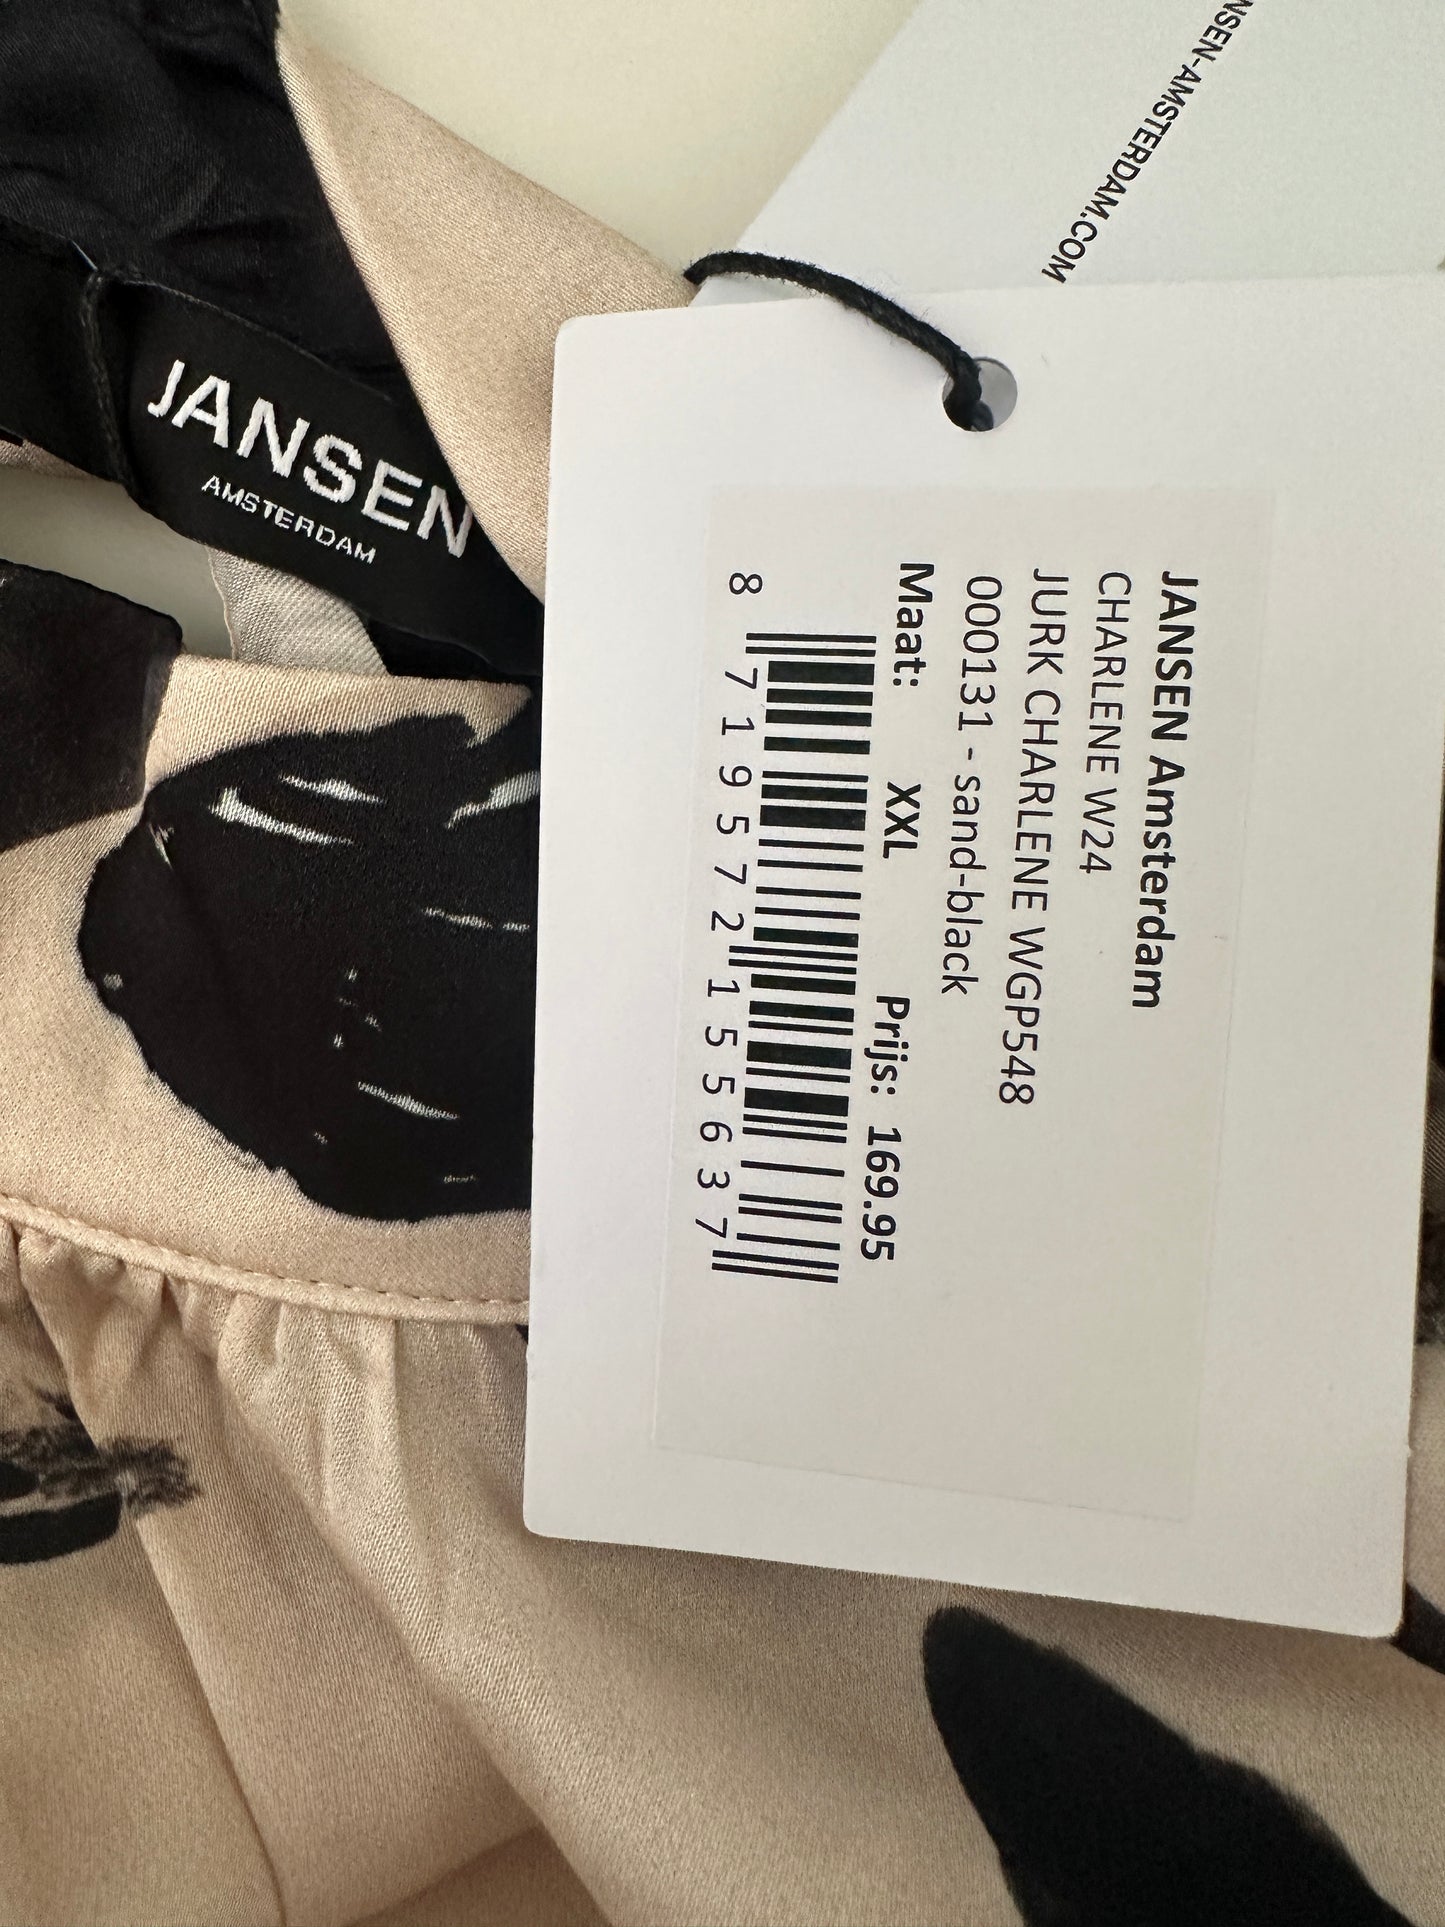 NSEN-AMSTERDAM.COM
JANSEN
AMSTERDAM
JANSEN Amsterdam
CHARLENE W24
JURK CHARLENE WGP548
000131 - sand-black
Maat: XXL Prijs: 169.95
8 719572 155637